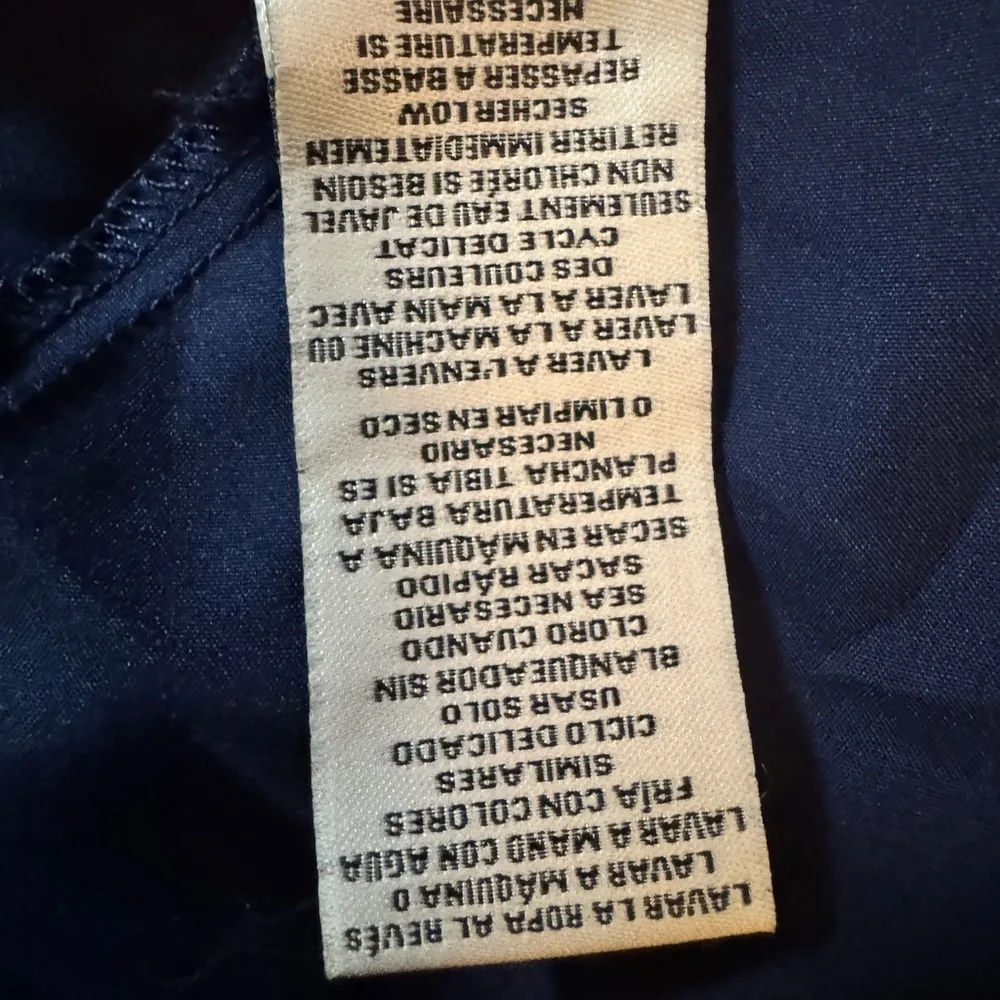 LAVAR LA ROPA AL REVÉS
LAVAR A MÁQUINA O
LAVAR A MANO CON AGUA
FRÍA CON COLORES
SIMILARES
CICLO DELICADO
USAR SOLO
BLANQUEADOR SIN
CLORO CUANDO
SEA NECESARIO
SACAR RÁPIDO
SECAR EN MÁQUINA A
TEMPERATURA BAJA
PLANCHA TIBIA SI ES
NECESARIO
O LIMPIAR EN SECO
LAVER A L'ENVERS
LAVER A LA MACHINE OU
LAVER A LA MAIN AVEC
DES COULEURS
CYCLE DELICAT
SEULEMENT EAU DE JAVEL
NON CHLORÉE SI BESOIN
RETIRER IMMEDIATEMEN
SECHER LOW
REPASSER A BASSE
TEMPERATURE SI
NECESSAIRE